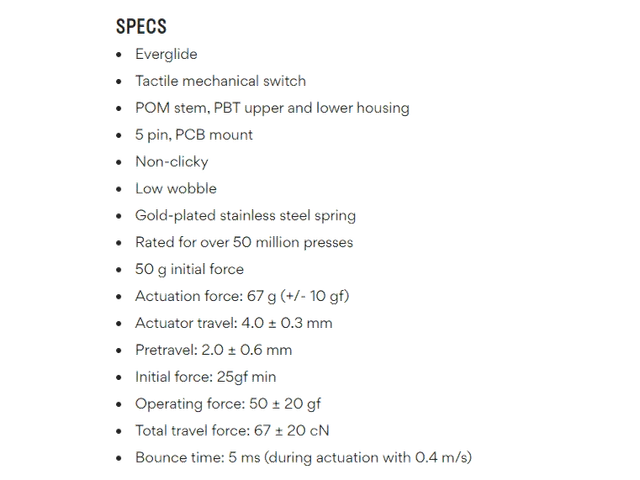 SPECS
• Everglide
• Tactile mechanical switch
• POM stem, PBT upper and lower housing
• 5 pin, PCB mount
• Non-clicky
• Low wobble
• Gold-plated stainless steel spring
• Rated for over 50 million presses
• 50 g initial force
• Actuation force: 67 g (+/- 10 gf)
• Actuator travel: 4.0 ± 0.3 mm
• Pretravel: 2.0 ± 0.6 mm
• Initial force: 25gf min
• Operating force: 50 ± 20 gf
• Total travel force: 67 ± 20 cN
• Bounce time: 5 ms (during actuation with 0.4 m/s)